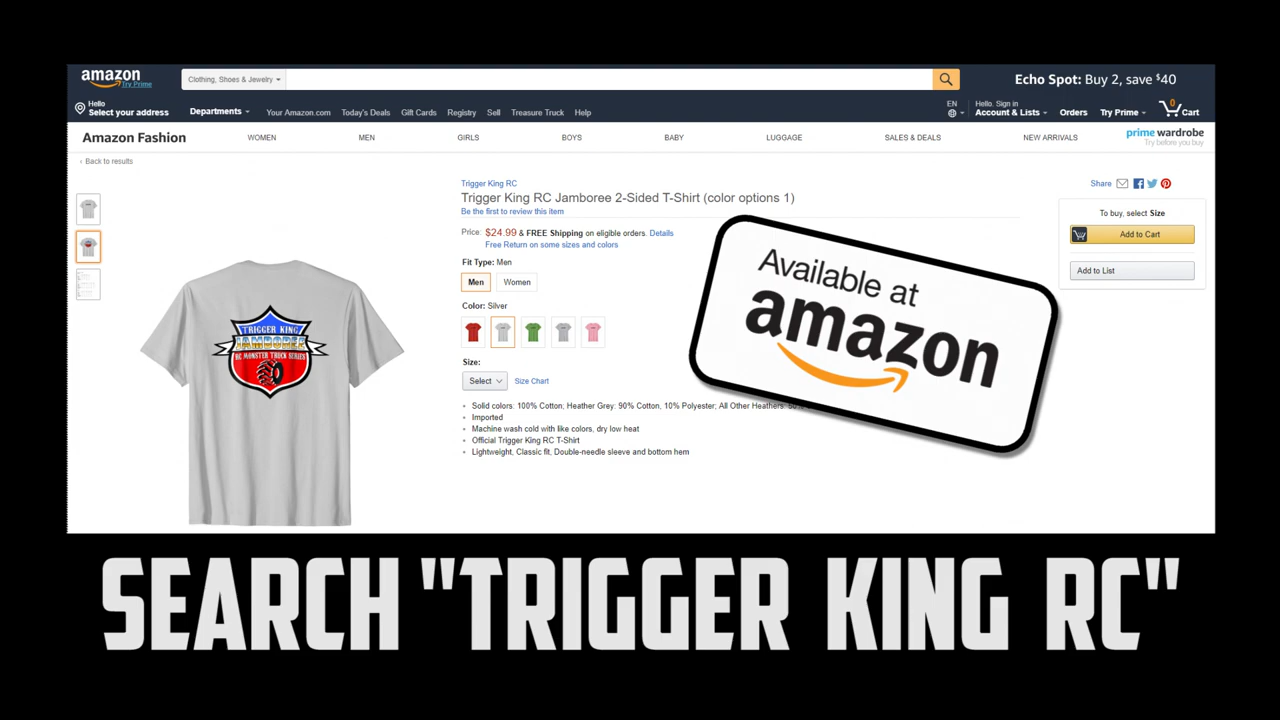 amazon
Try Prime
Clothing, Shoes & Jewelry
Echo Spot: Buy 2, save $40
Hello
Select your address
Departments
Your Amazon.com
Today's Deals
Gift Cards
Registry
Sell
Treasure Truck
Help
EN
Hello. Sign in
Account & Lists
Orders
Try Prime
0
Cart
Amazon Fashion
WOMEN
MEN
GIRLS
BOYS
BABY
LUGGAGE
SALES & DEALS
NEW ARRIVALS
prime wardrobe
Try before you buy
‹ Back to results
Trigger King RC
Trigger King RC Jamboree 2-Sided T-Shirt (color options 1)
Be the first to review this item
Price: $24.99 & FREE Shipping on eligible orders. Details
Free Return on some sizes and colors
Fit Type: Men
Men
Women
Color: Silver
Size:
Select
Size Chart
• Solid colors: 100% Cotton; Heather Grey: 90% Cotton, 10% Polyester; All Other Heathers:
• Imported
• Machine wash cold with like colors, dry low heat
• Official Trigger King RC T-Shirt
• Lightweight, Classic fit, Double-needle sleeve and bottom hem
Share
To buy, select Size
Add to Cart
Add to List
TRIGGER KING
JAMBOREE
RC MONSTER TRUCK SERIES
Available at
amazon
SEARCH "TRIGGER KING RC"